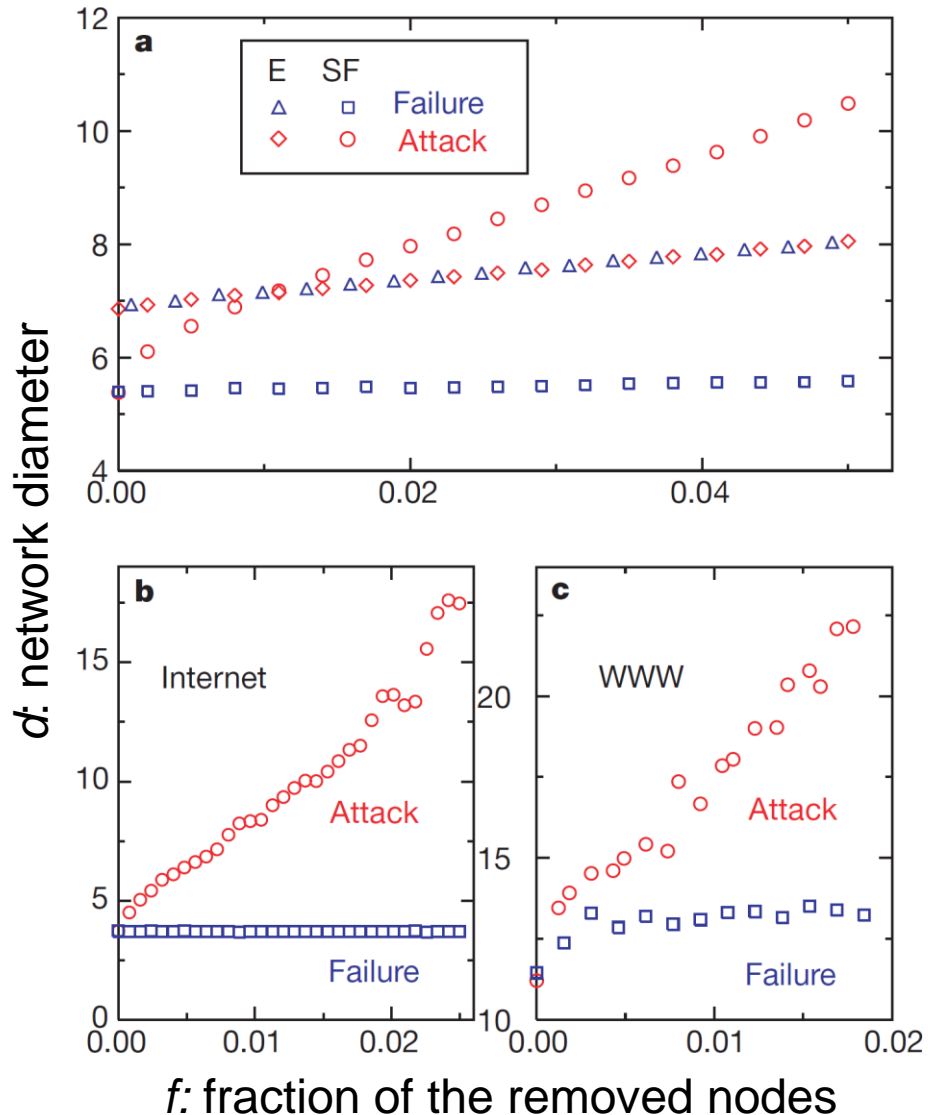 12
a
E SF
Failure
Attack
10
8
6
4
0.00 0.02 0.04
d: network diameter
b
Internet
15
10
5
0
Attack
Failure
0.00 0.01 0.02
c
WWW
20
15
10
Attack
Failure
0.00 0.01 0.02
f: fraction of the removed nodes